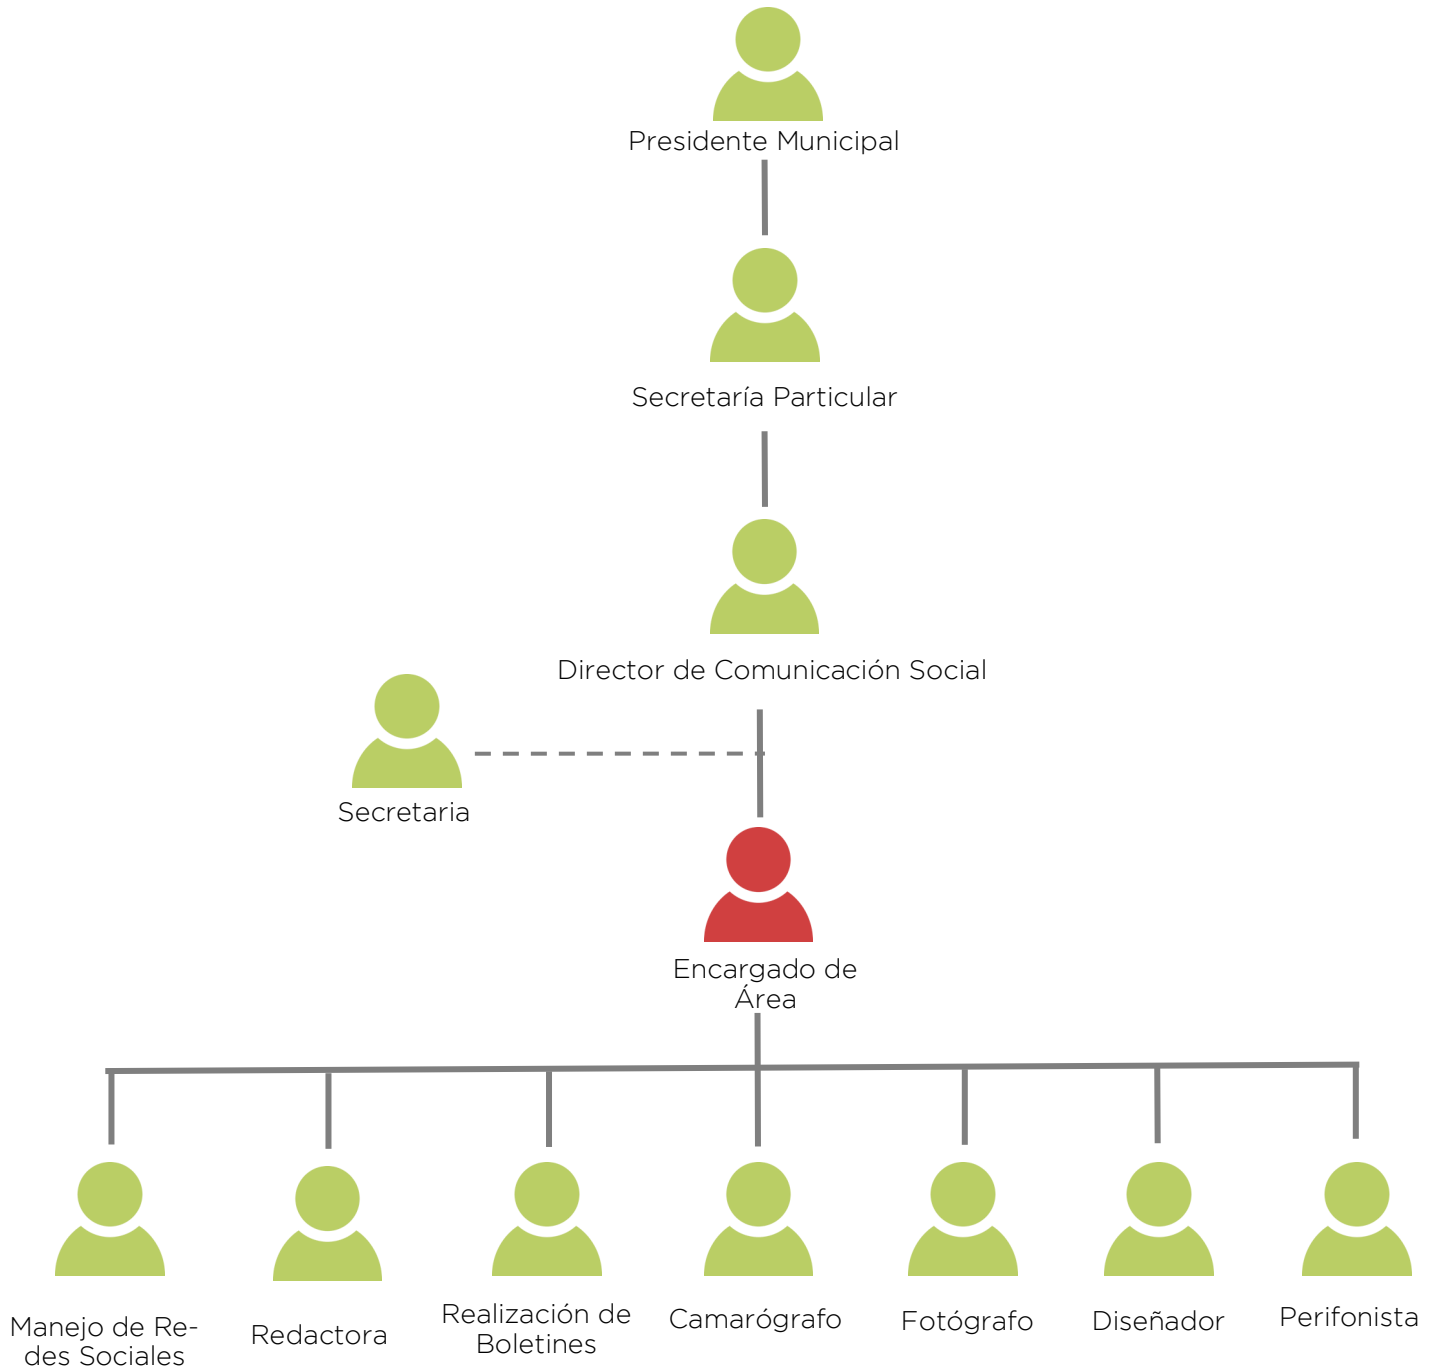 Presidente Municipal
Secretaría Particular
Director de Comunicación Social
Secretaria
Encargado de
Área
Manejo de Re-
des Sociales
Redactora
Realización de
Boletines
Camarógrafo
Fotógrafo
Diseñador
Perifonista